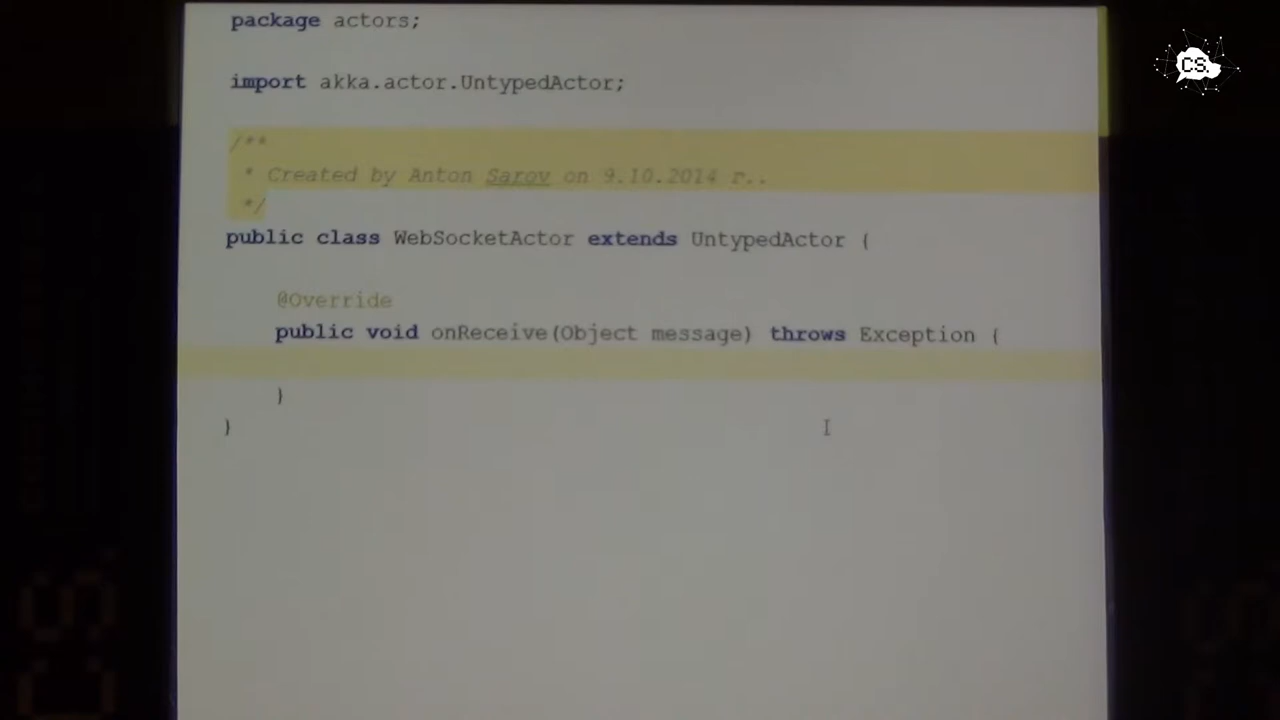 package actors;
import akka.actor.UntypedActor;
/**
* Created by Anton Sarov on 9.10.2014 г..
*/
public class WebSocketActor extends UntypedActor {
@Override
public void onReceive(Object message) throws Exception {
}
}
CS.
CS